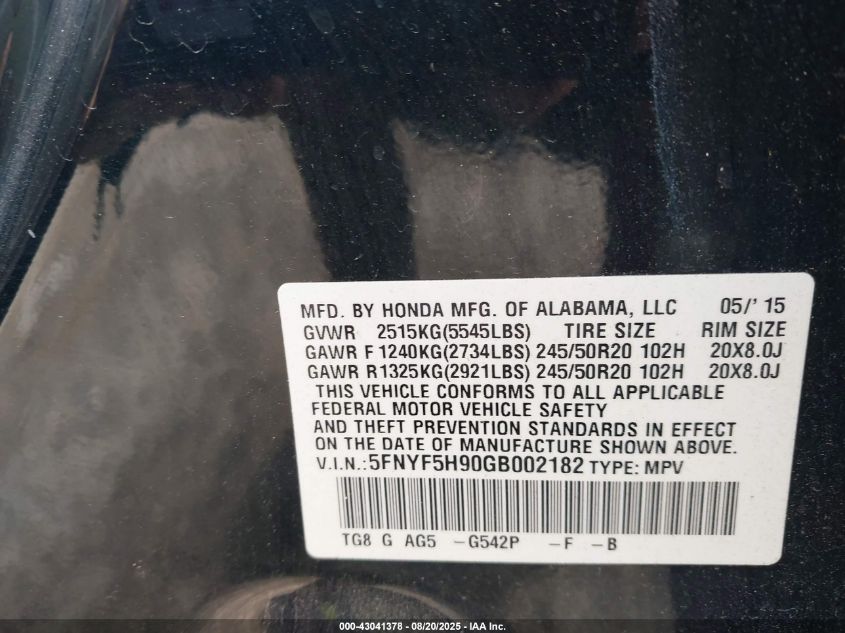 MFD. BY HONDA MFG. OF ALABAMA, LLC 05/'15
GVWR 2515KG(5545LBS) TIRE SIZE RIM SIZE
GAWR F 1240KG(2734LBS) 245/50R20 102H 20X8.0J
GAWR R1325KG(2921LBS) 245/50R20 102H 20X8.0J
THIS VEHICLE CONFORMS TO ALL APPLICABLE
FEDERAL MOTOR VEHICLE SAFETY
AND THEFT PREVENTION STANDARDS IN EFFECT
ON THE DATE OF MANUFACTURE SHOWN ABOVE.
V.I.N.:5FNYF5H90GB002182 TYPE: MPV
TG8 G AG5 -G542P -F -B
000-43041378 - 08/20/2025 - IAA Inc.